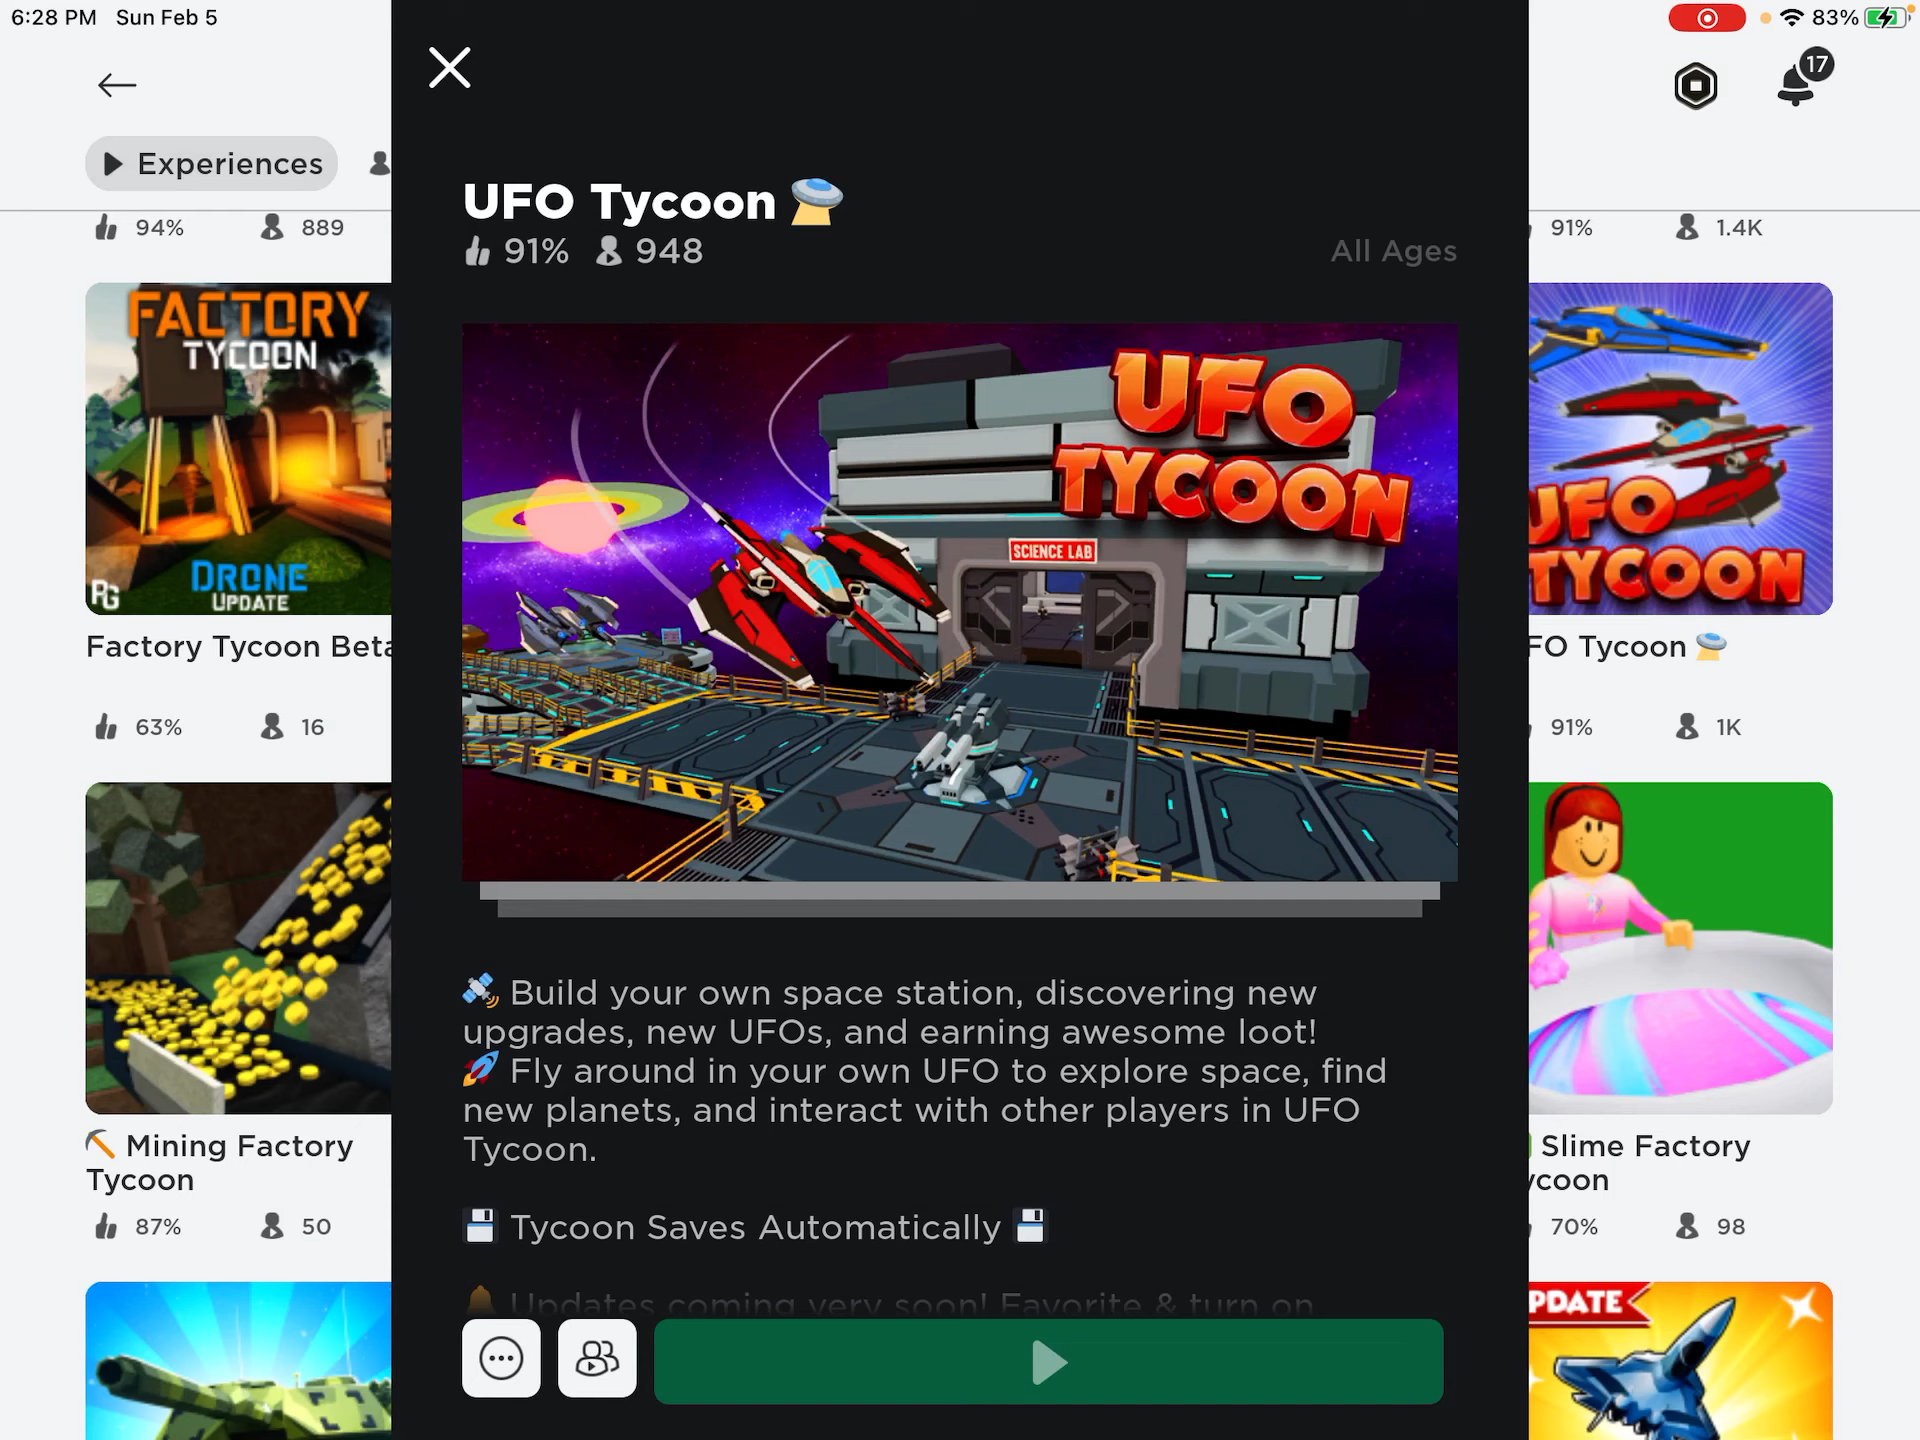 6:28 PM Sun Feb 5
83%
17
Experiences
94% 889
91% 1.4K
UFO Tycoon
91% 948
All Ages
FACTORY
TYCOON
DRONE
UPDATE
RG
Factory Tycoon Beta
63% 16
UFO
TYCOON
SCIENCE LAB
UFO
TYCOON
FO Tycoon
91% 1K
Build your own space station, discovering new
upgrades, new UFOs, and earning awesome loot!
Fly around in your own UFO to explore space, find
new planets, and interact with other players in UFO
Tycoon.
Tycoon Saves Automatically
Updates coming very soon! Favorite & turn on
Mining Factory
Tycoon
87% 50
Slime Factory
ycoon
70% 98
PDATE